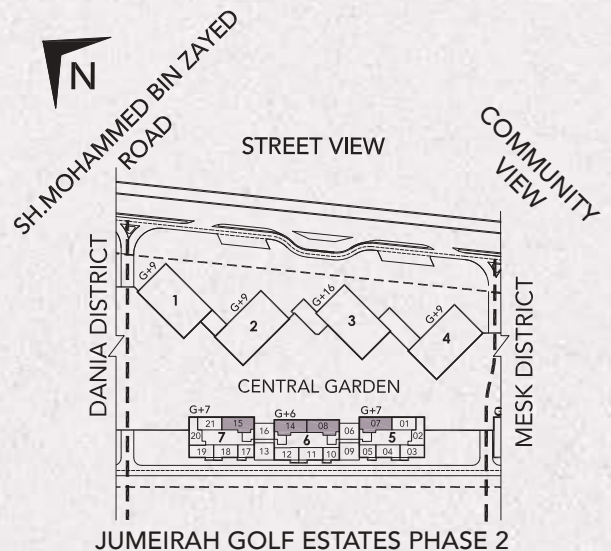 N
SH.MOHAMMED BIN ZAYED
ROAD
STREET VIEW
COMMUNITY
VIEW
DANIA DISTRICT
MESK DISTRICT
G+9
1
G+9
2
G+16
3
G+9
4
CENTRAL GARDEN
G+7
G+6
G+7
G
21 15 16 14 08 06 07 01
20 7 6 5 02
19 18 17 13 12 11 10 09 05 04 03
JUMEIRAH GOLF ESTATES PHASE 2